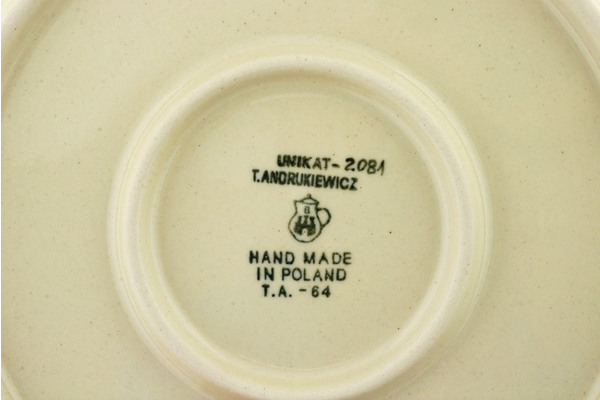 UNIKAT-2081
T.ANDRUKIEWICZ
B
HAND MADE
IN POLAND
T.A. -64